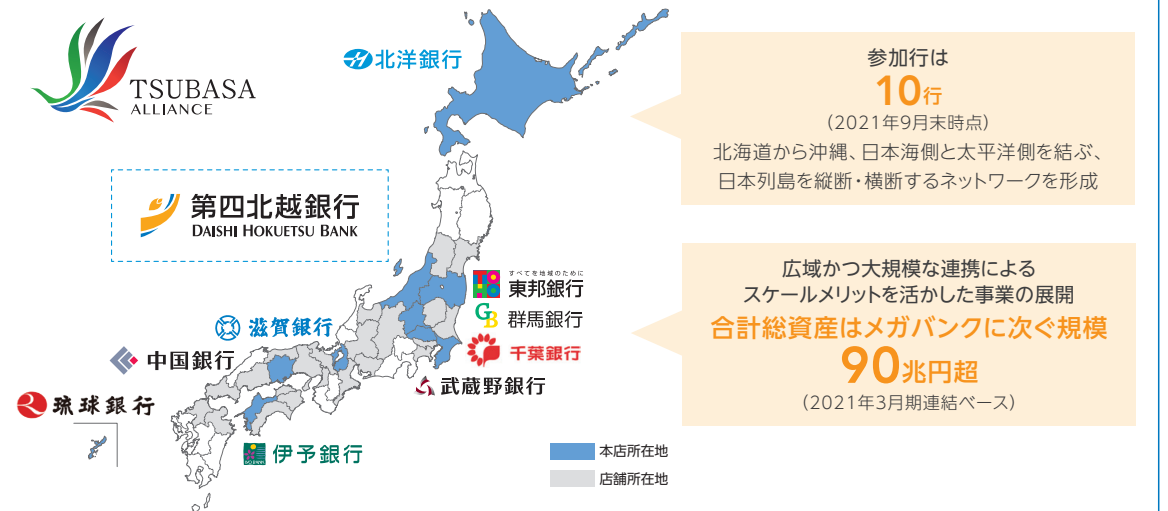 TSUBASA
ALLIANCE
北洋銀行
第四北越銀行
DAISHI HOKUETSU BANK
すべてを地域のために
TOHO
東邦銀行
GB
群馬銀行
滋賀銀行
千葉銀行
中国銀行
武蔵野銀行
琉球銀行
伊予銀行
本店所在地
店舗所在地
参加行は
10行
(2021年9月末時点)
北海道から沖縄、日本海側と太平洋側を結ぶ、
日本列島を縦断・横断するネットワークを形成
広域かつ大規模な連携による
スケールメリットを活かした事業の展開
合計総資産はメガバンクに次ぐ規模
90兆円超
(2021年3月期連結ベース)